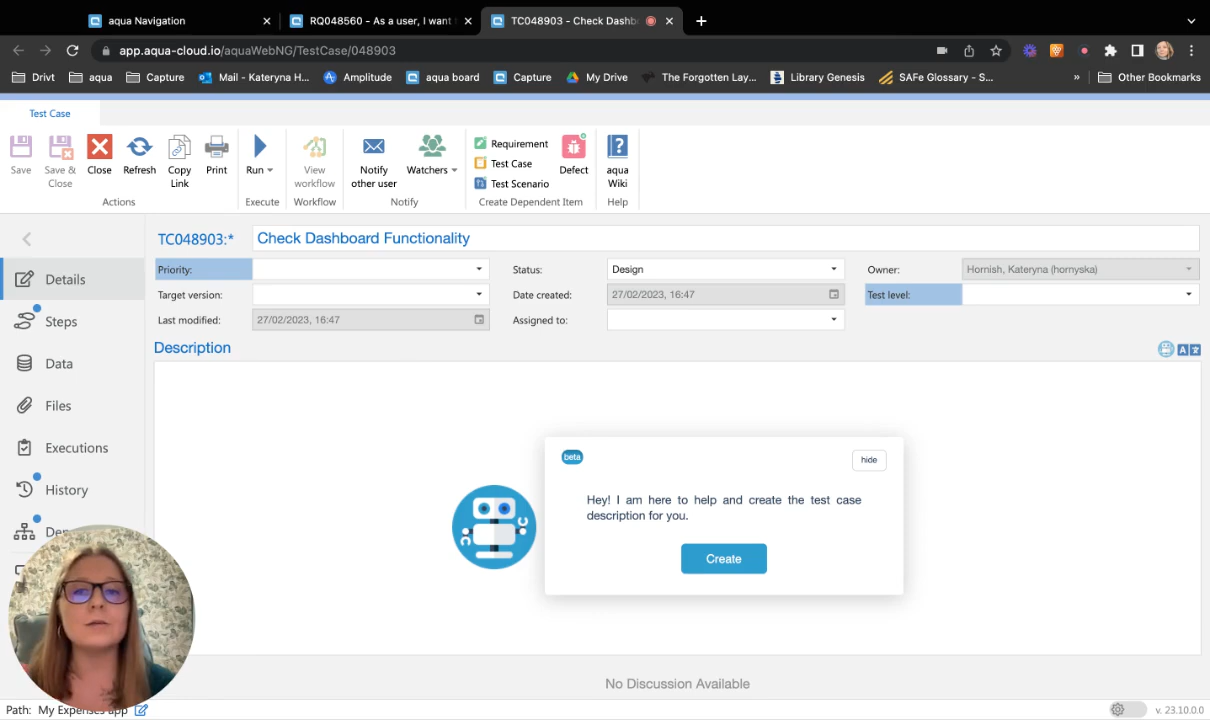 aqua Navigation
RQ048560 - As a user, I want
TC048903 - Check Dashbo
app.aqua-cloud.io/aquaWebNG/TestCase/048903
Drivt
aqua
Capture
Mail - Kateryna H...
Amplitude
aqua board
Capture
My Drive
The Forgotten Lay...
Library Genesis
SAFe Glossary - S...
»
Other Bookmarks
Test Case
Save
Save &
Close
Close
Refresh
Copy
Link
Print
Actions
Run
Execute
View
workflow
Workflow
Notify
other user
Watchers
Notify
Requirement
Test Case
Test Scenario
Defect
Create Dependent Item
aqua
Wiki
Help
TC048903:*
Check Dashboard Functionality
Priority:
Status:
Design
Owner:
Hornish, Kateryna (hornyska)
Target version:
Date created:
27/02/2023, 16:47
Test level:
Last modified:
27/02/2023, 16:47
Assigned to:
Details
Steps
Data
Files
Executions
History
Description
beta
hide
Hey! I am here to help and create the test case
description for you.
Create
No Discussion Available
Path: My Expenses app
v. 23.10.0.0